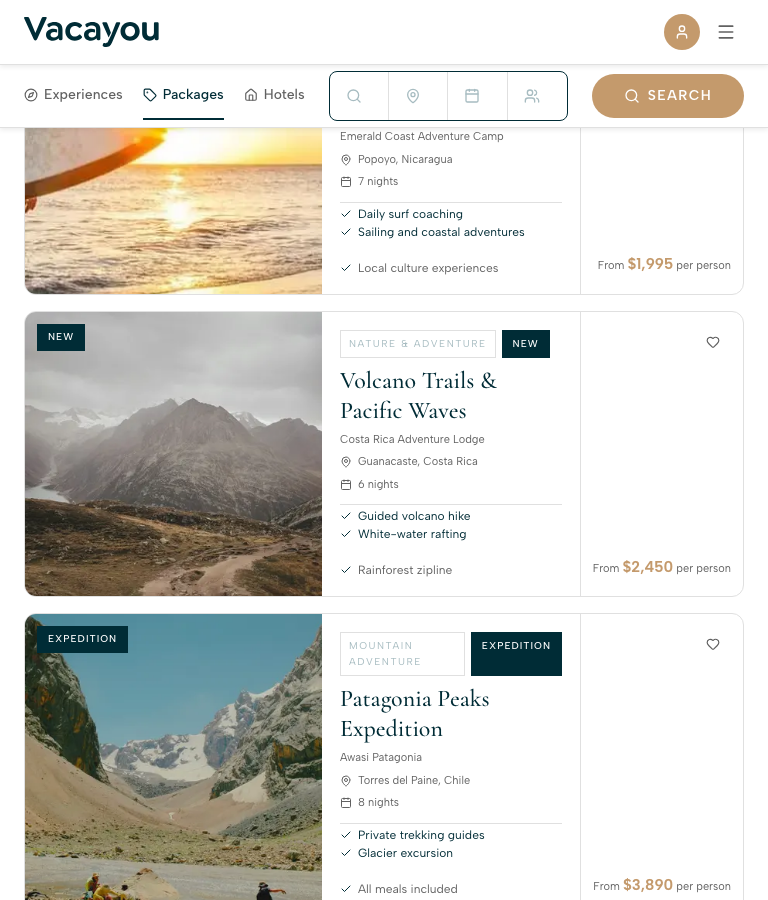 Vacayou
Experiences
Packages
Hotels
SEARCH
Emerald Coast Adventure Camp
Popoyo, Nicaragua
7 nights
Daily surf coaching
Sailing and coastal adventures
Local culture experiences
From $1,995 per person
NEW
NATURE & ADVENTURE
NEW
Volcano Trails &
Pacific Waves
Costa Rica Adventure Lodge
Guanacaste, Costa Rica
6 nights
Guided volcano hike
White-water rafting
Rainforest zipline
From $2,450 per person
EXPEDITION
MOUNTAIN
ADVENTURE
EXPEDITION
Patagonia Peaks
Expedition
Awasi Patagonia
Torres del Paine, Chile
8 nights
Private trekking guides
Glacier excursion
All meals included
From $3,890 per person